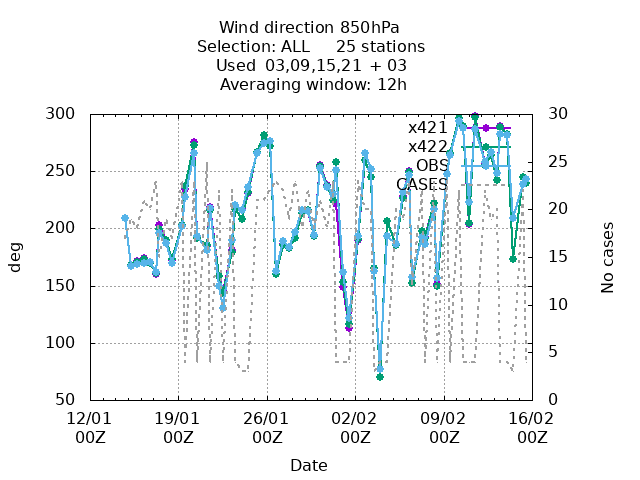 Wind direction 850hPa
Selection: ALL     25 stations
Used  03,09,15,21 + 03
Averaging window: 12h
300 30
x421
x422
OBS
CASES
250 25
200 20
150 15
10
100
5
50 0
deg
No cases
12/01 19/01 26/01 02/02 09/02 16/02
00Z 00Z 00Z 00Z 00Z 00Z
Date